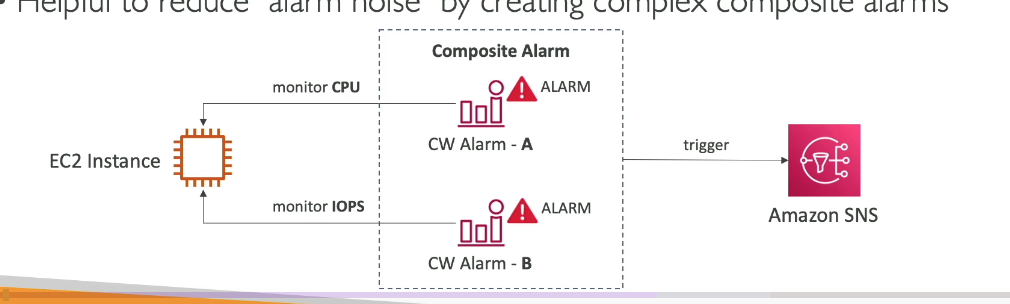 • Helpful to reduce "alarm noise" by creating complex composite alarms
Composite Alarm
monitor CPU
ALARM
CW Alarm - A
EC2 Instance
trigger
monitor IOPS
ALARM
CW Alarm - B
Amazon SNS